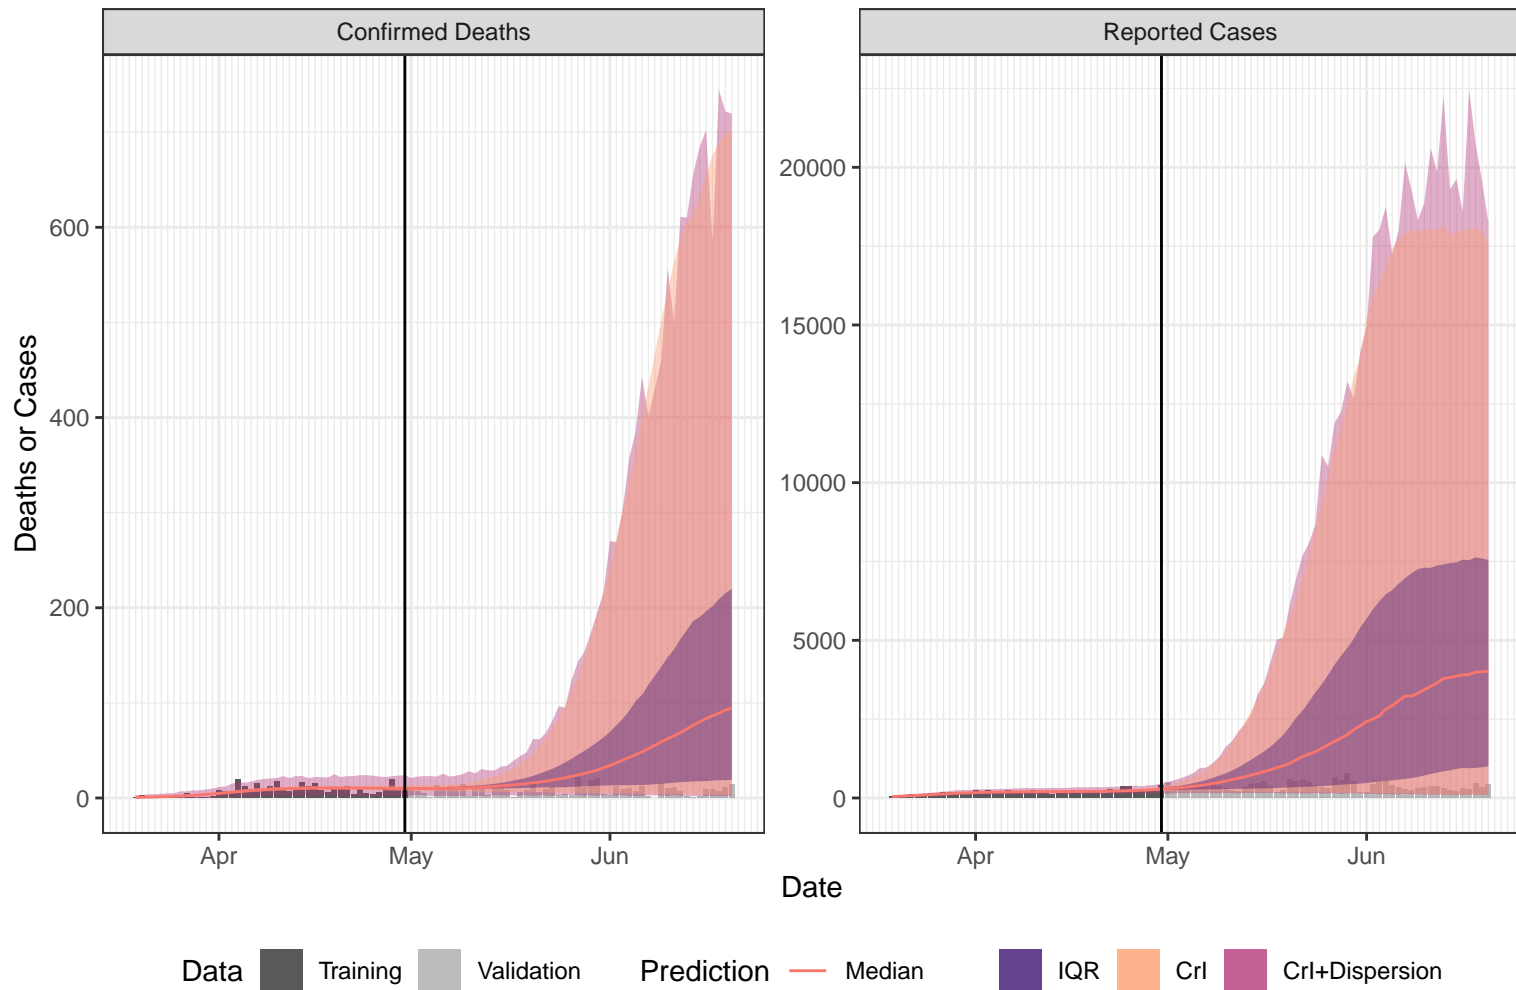 Confirmed Deaths
Reported Cases
Deaths or Cases
600
400
200
0
20000
15000
10000
5000
0
Apr
May
Jun
Apr
May
Jun
Date
Data
Training
Validation
Prediction
Median
IQR
CrI
CrI+Dispersion